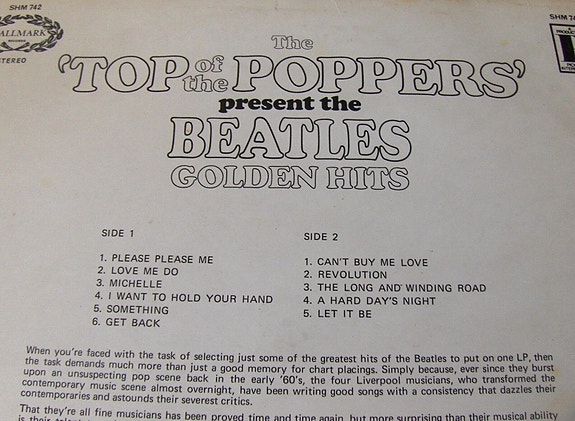 SHM 742
STEREO
The
'TOP of the POPPERS'
present the
BEATLES
GOLDEN HITS
SIDE 1
1. PLEASE PLEASE ME
2. LOVE ME DO
3. MICHELLE
4. I WANT TO HOLD YOUR HAND
5. SOMETHING
6. GET BACK
SIDE 2
1. CAN'T BUY ME LOVE
2. REVOLUTION
3. THE LONG AND WINDING ROAD
4. A HARD DAY'S NIGHT
5. LET IT BE
When you're faced with the task of selecting just some of the greatest hits of the Beatles to put on one LP, then
the task demands much more than just a good memory for chart placings. Simply because, ever since they burst
upon an unsuspecting pop scene back in the early '60's, the four Liverpool musicians, who transformed the
contemporary music scene almost overnight, have been writing good songs with a consistency that dazzles their
contemporaries and astounds their severest critics.
That they're all fine musicians has been proved time and time again, but more surprising than their musical ability